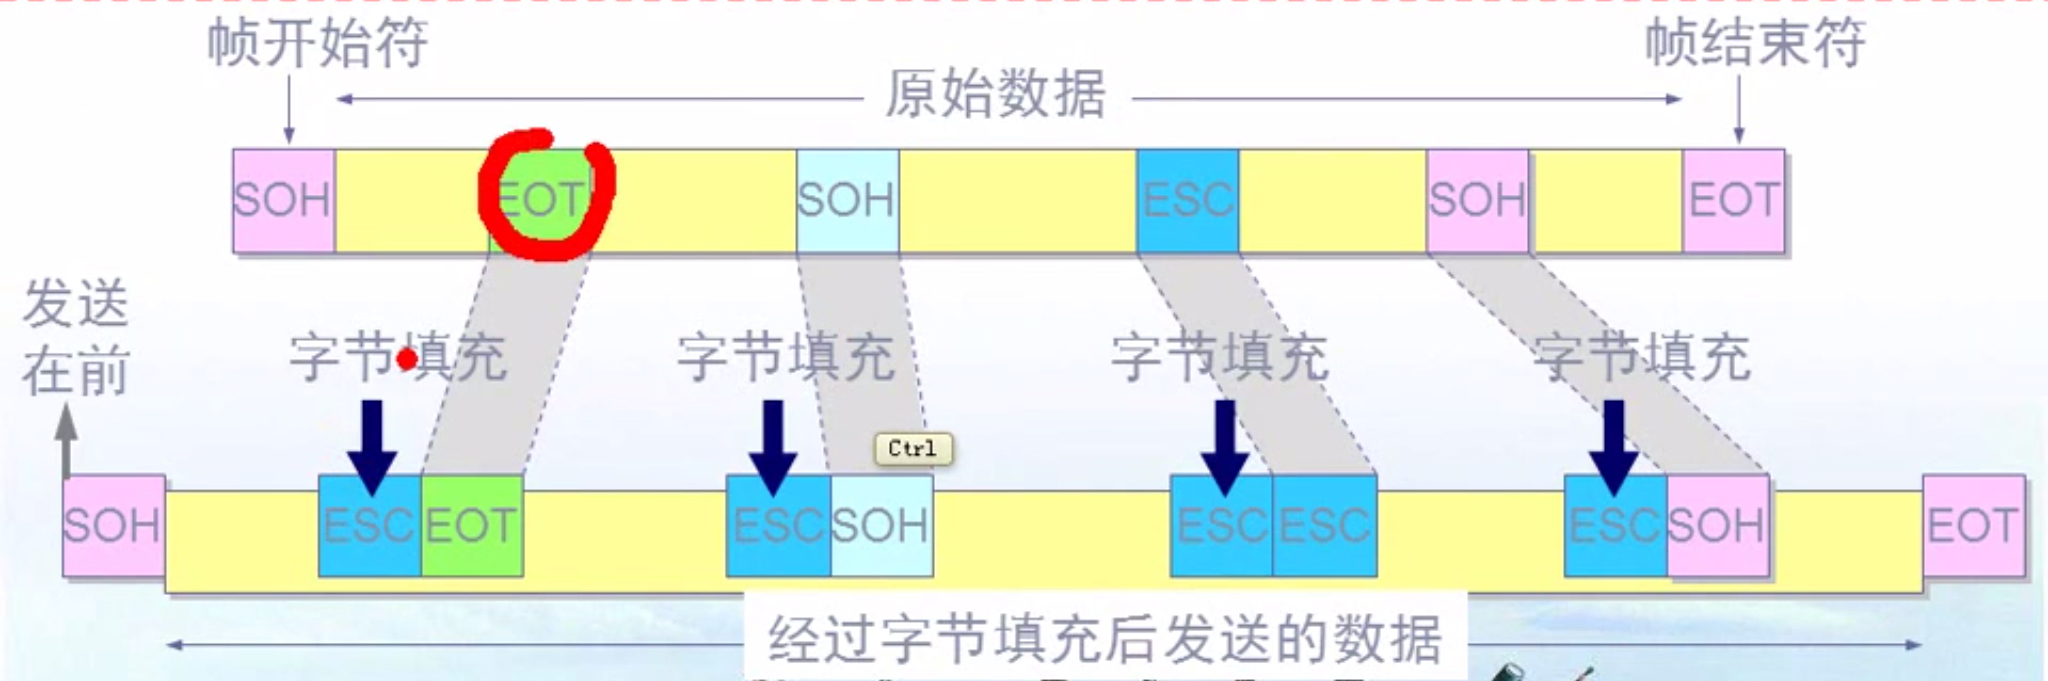 帧开始符
帧结束符
原始数据
SOH EOT SOH ESC SOH EOT
发送
在前
字节填充 字节填充 字节填充 字节填充
Ctrl
SOH ESC EOT ESC SOH ESC ESC ESC SOH EOT
经过字节填充后发送的数据